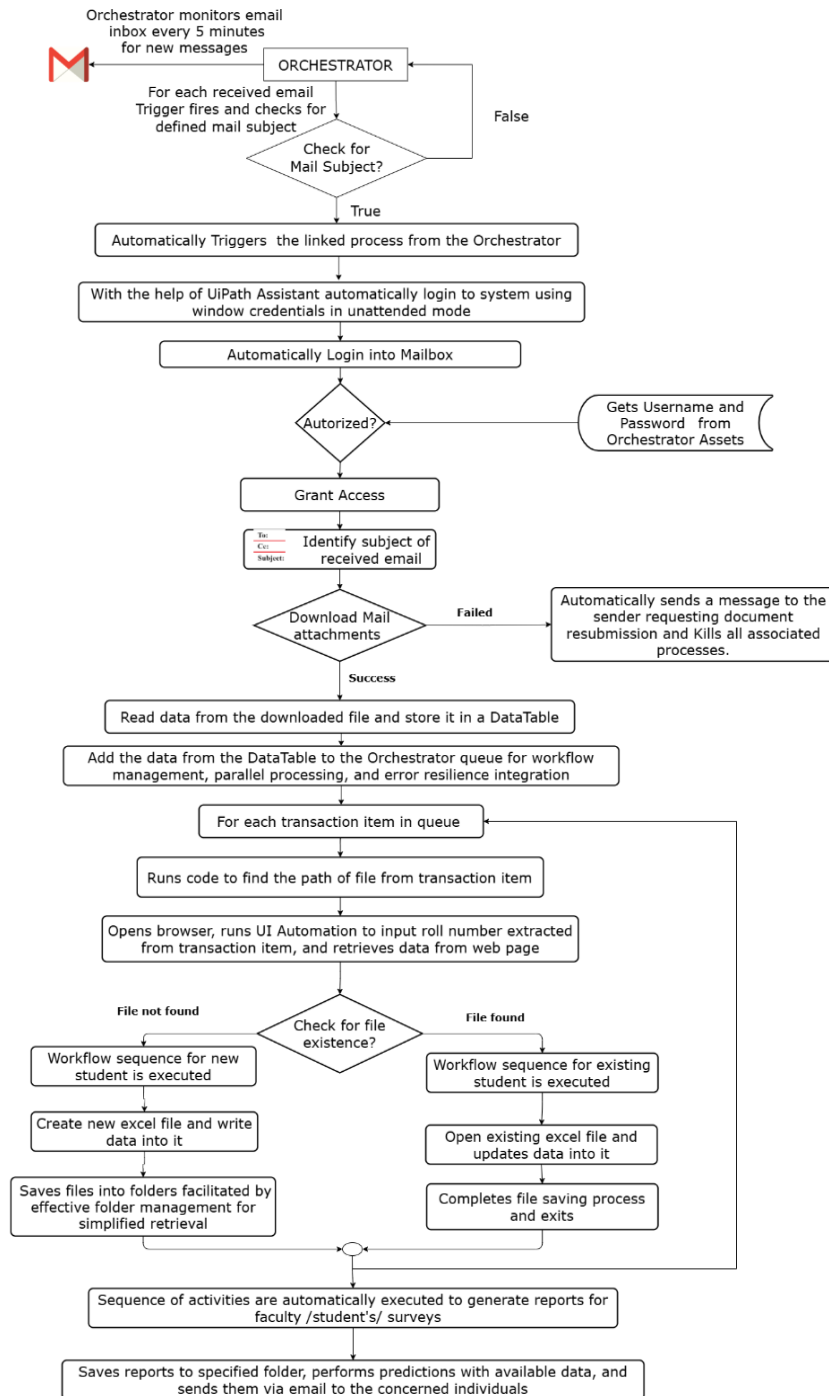 Orchestrator monitors email
inbox every 5 minutes
for new messages
ORCHESTRATOR
For each received email
Trigger fires and checks for
defined mail subject
False
Check for
Mail Subject?
True
Automatically Triggers the linked process from the Orchestrator
With the help of UiPath Assistant automatically login to system using
window credentials in unattended mode
Automatically Login into Mailbox
Autorized?
Gets Username and
Password from
Orchestrator Assets
Grant Access
To:
Cc:
Subject:
Identify subject of
received email
Download Mail
attachments
Failed
Automatically sends a message to the
sender requesting document
resubmission and Kills all associated
processes.
Success
Read data from the downloaded file and store it in a DataTable
Add the data from the DataTable to the Orchestrator queue for workflow
management, parallel processing, and error resilience integration
For each transaction item in queue
Runs code to find the path of file from transaction item
Opens browser, runs UI Automation to input roll number extracted
from transaction item, and retrieves data from web page
File not found
Check for file
existence?
File found
Workflow sequence for new
student is executed
Create new excel file and write
data into it
Saves files into folders facilitated by
effective folder management for
simplified retrieval
Workflow sequence for existing
student is executed
Open existing excel file and
updates data into it
Completes file saving process
and exits
Sequence of activities are automatically executed to generate reports for
faculty /student's/ surveys
Saves reports to specified folder, performs predictions with available data, and
sends them via email to the concerned individuals